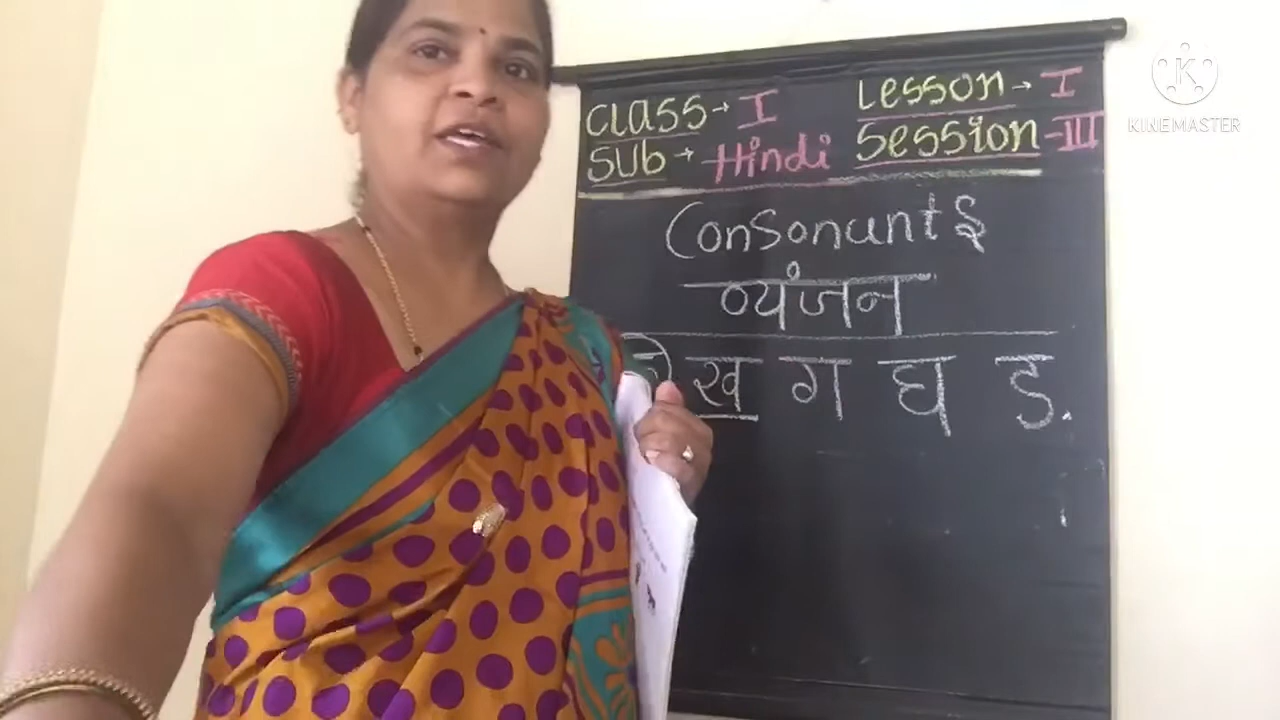 Class → I Lesson → I
Sub → Hindi Session - III
Consonants
व्यंजन
ख ग घ ङ
KINEMASTER